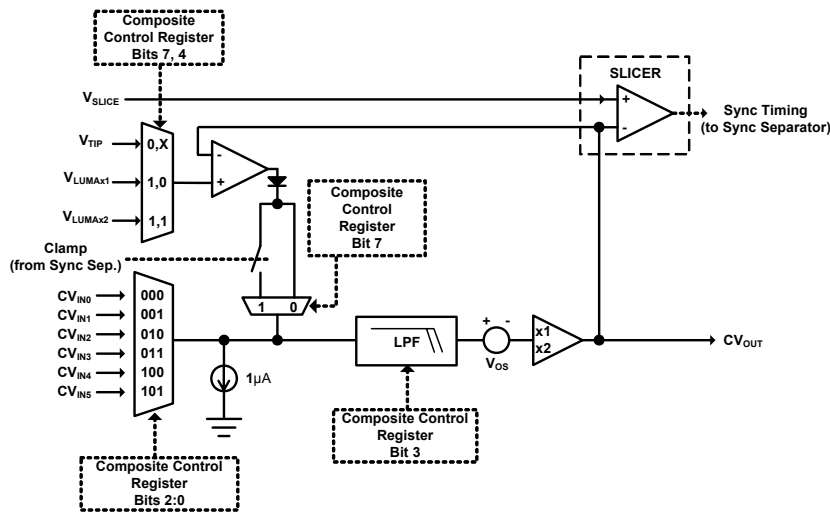 Composite
Control Register
Bits 7, 4
SLICER
VSLICE
+
-
Sync Timing
(to Sync Separator)
VTIP
0,X
VLUMAx1
1,0
VLUMAx2
1,1
-
+
Composite
Control
Register
Bit 7
Clamp
(from Sync Sep.)
1 0
CVIN0
000
CVIN1
001
CVIN2
010
CVIN3
011
CVIN4
100
CVIN5
101
1µA
LPF
+ -
VOS
x1
x2
CVOUT
Composite Control
Register
Bit 3
Composite Control
Register
Bits 2:0